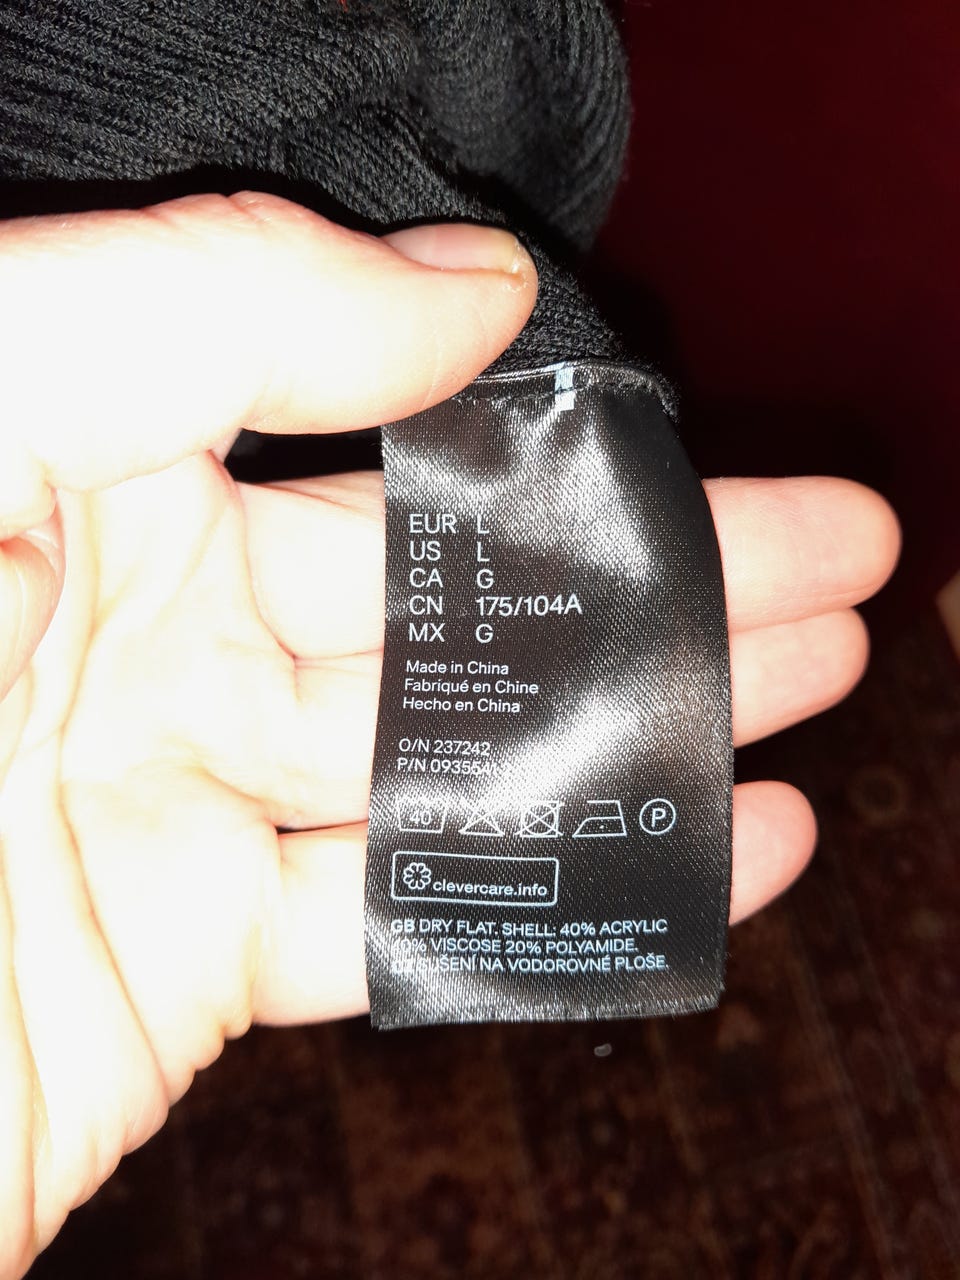 EUR L
US L
CA G
CN 175/104A
MX G
Made in China
Fabriqué en Chine
Hecho en China
O/N 237242
P/N
40
P
clevercare.info
GB DRY FLAT. SHELL: 40% ACRYLIC
40% VISCOSE 20% POLYAMIDE.
SUŠENÍ NA VODOROVNÉ PLOŠE.